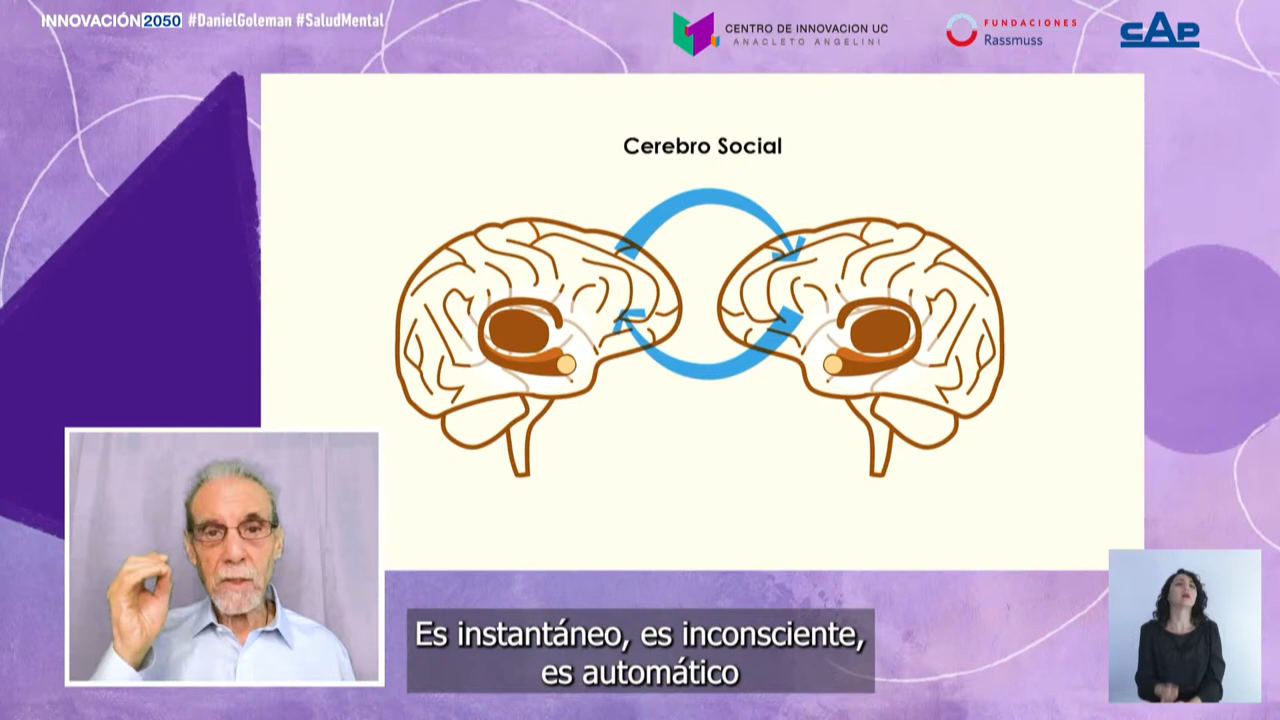 INNOVACIÓN2050 #DanielGoleman #SaludMental
CENTRO DE INNOVACION UC
ANACLETO ANGELINI
FUNDACIONES
Rassmuss
CAP
Cerebro Social
Es instantáneo, es inconsciente,
es automático